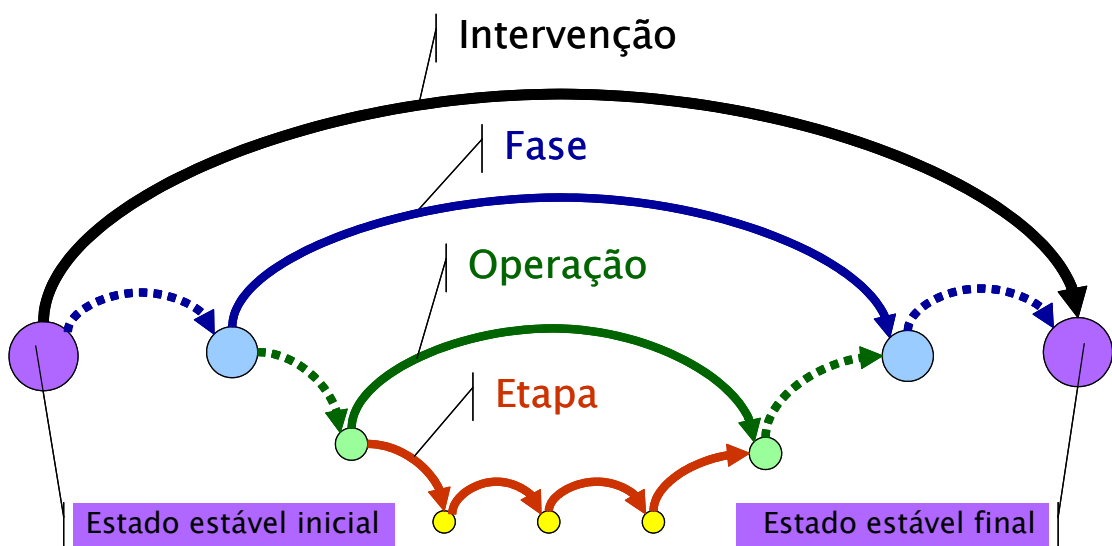 Intervenção
Fase
Operação
Etapa
Estado estável inicial
Estado estável final